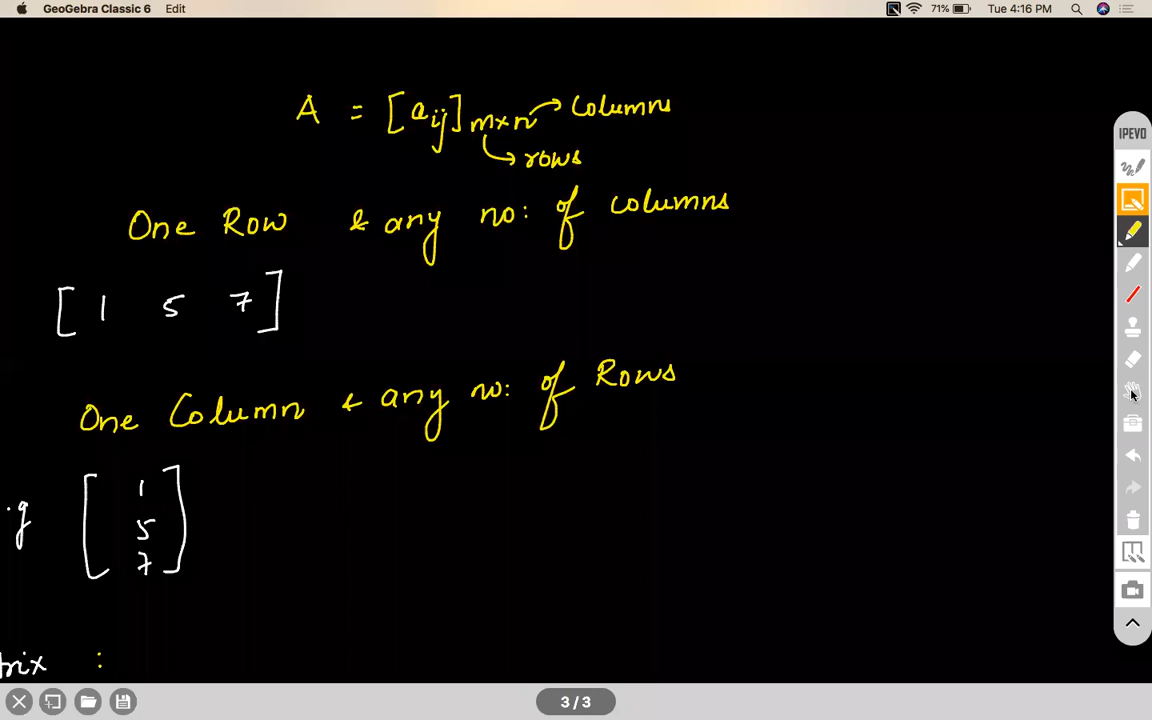 GeoGebra Classic 6 Edit 71% Tue 4:16 PM
A = [aij]m×n → columns
→ rows
One Row & any no: of columns
[ 1 5 7 ]
One Column & any no: of Rows
.g [ 1
5
7 ]
trix :
IPEVO
3 / 3